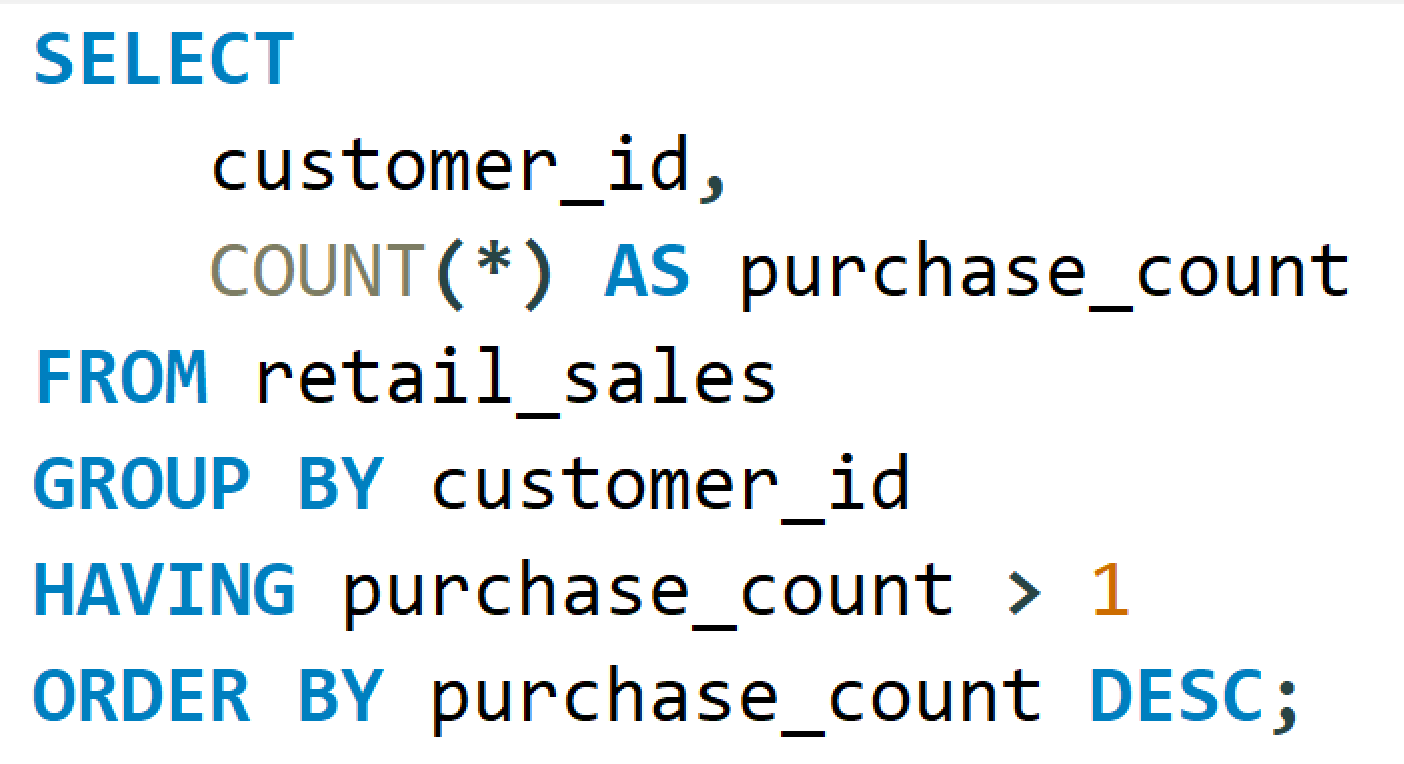 SELECT
    customer_id,
    COUNT(*) AS purchase_count
FROM retail_sales
GROUP BY customer_id
HAVING purchase_count > 1
ORDER BY purchase_count DESC;